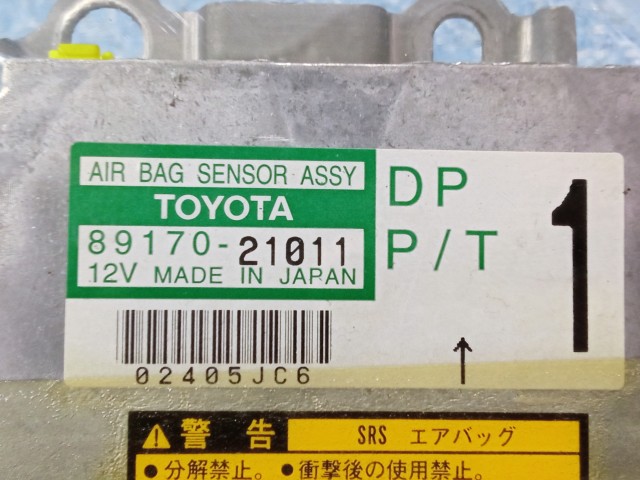 AIR BAG SENSOR ASSY
TOYOTA
89170-21011
12V MADE IN JAPAN
DP
P/T
1
02405JC6
警告
SRS エアバッグ
●分解禁止。 ●衝撃後の使用禁止。